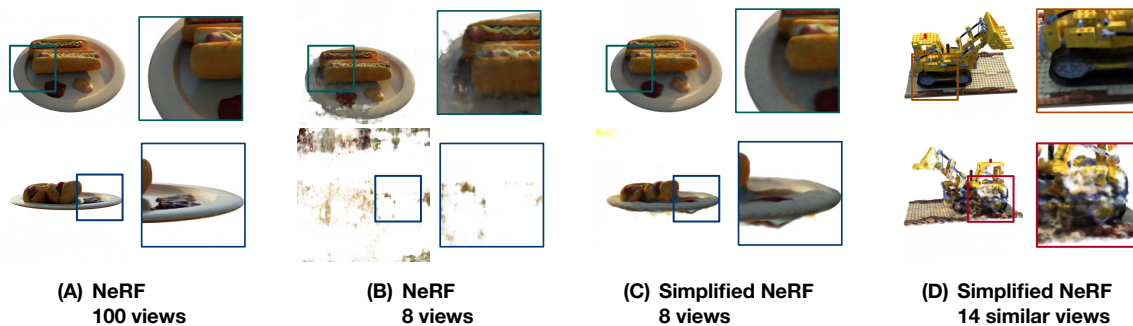 (A) NeRF
100 views
(B) NeRF
8 views
(C) Simplified NeRF
8 views
(D) Simplified NeRF
14 similar views